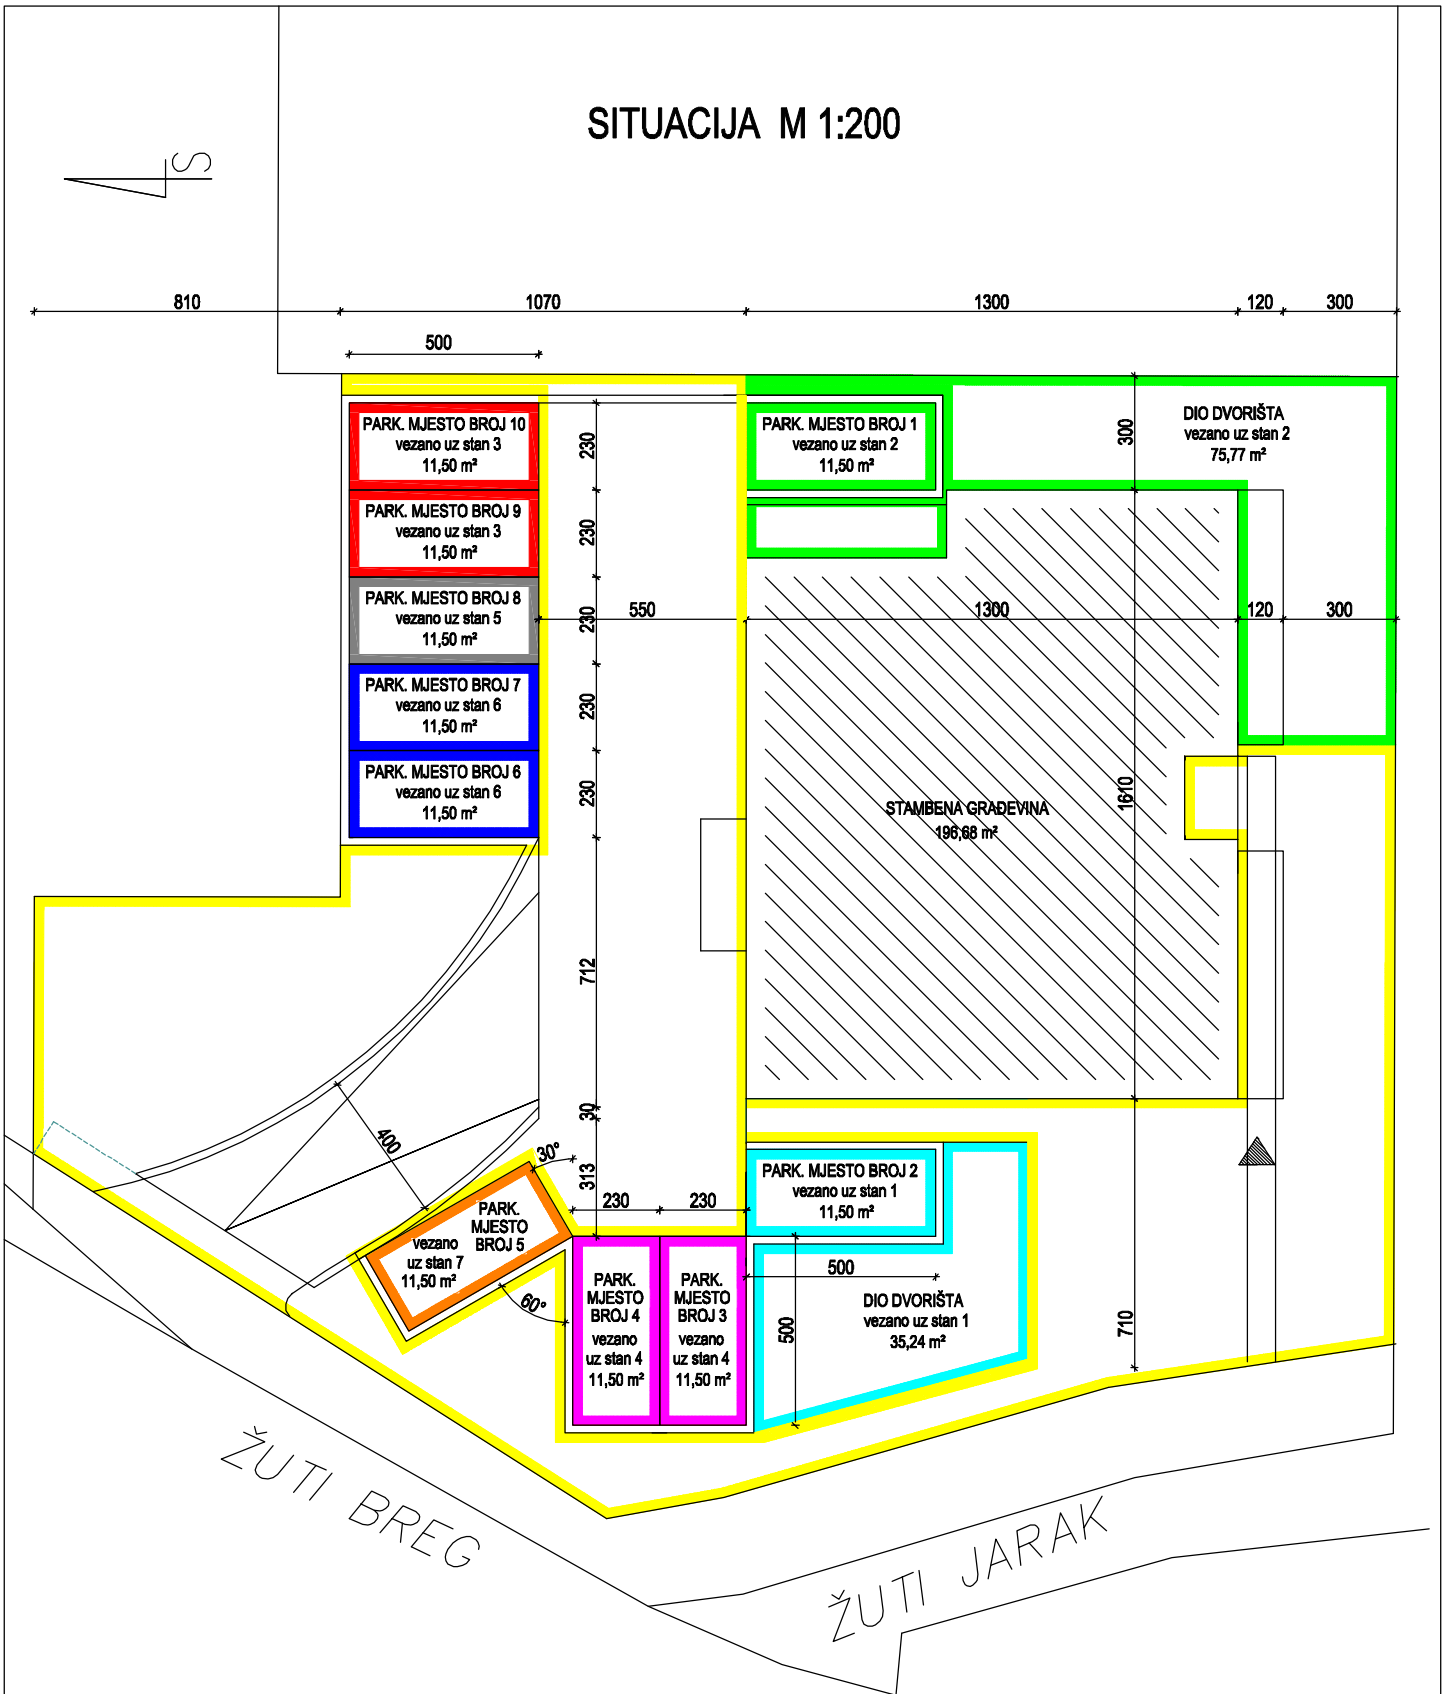 SITUACIJA M 1:200
S
810
1070
1300
120
300
500
PARK. MJESTO BROJ 10
vezano uz stan 3
11,50 m²
PARK. MJESTO BROJ 9
vezano uz stan 3
11,50 m²
PARK. MJESTO BROJ 8
vezano uz stan 5
11,50 m²
PARK. MJESTO BROJ 7
vezano uz stan 6
11,50 m²
PARK. MJESTO BROJ 6
vezano uz stan 6
11,50 m²
230
230
230
230
230
712
30
313
550
PARK. MJESTO BROJ 1
vezano uz stan 2
11,50 m²
DIO DVORIŠTA
vezano uz stan 2
75,77 m²
300
1300
120
300
1610
STAMBENA GRAĐEVINA
196,68 m²
400
30°
230
230
PARK. MJESTO BROJ 2
vezano uz stan 1
11,50 m²
PARK.
MJESTO
BROJ 5
vezano
uz stan 7
11,50 m²
60°
PARK.
MJESTO
BROJ 4
vezano
uz stan 4
11,50 m²
PARK.
MJESTO
BROJ 3
vezano
uz stan 4
11,50 m²
500
500
DIO DVORIŠTA
vezano uz stan 1
35,24 m²
710
ŽUTI BREG
ŽUTI JARAK